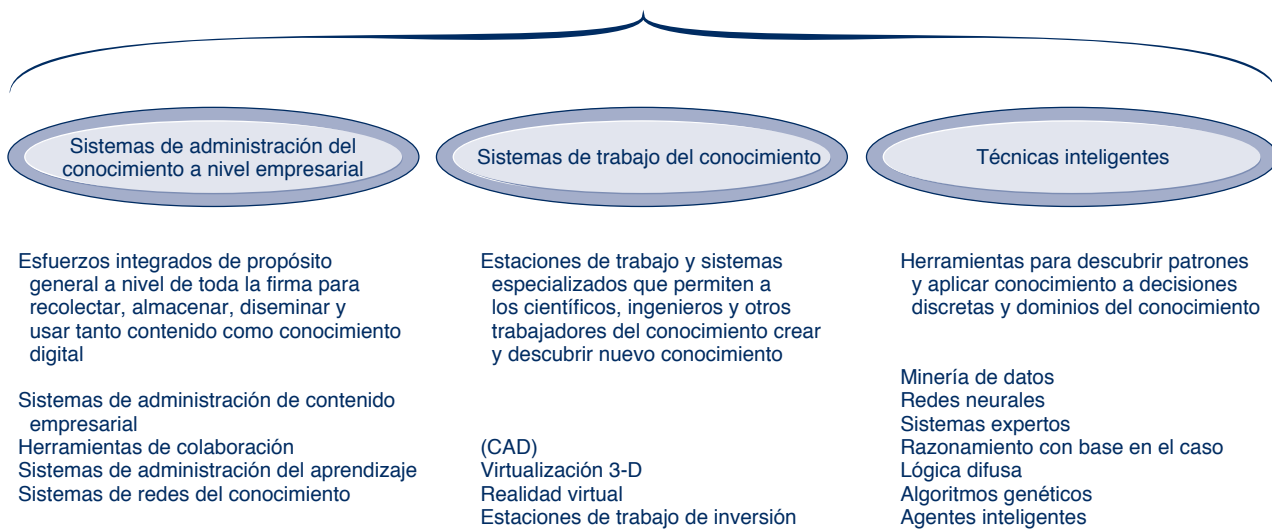 Sistemas de administración del
conocimiento a nivel empresarial
Esfuerzos integrados de propósito
general a nivel de toda la firma para
recolectar, almacenar, diseminar y
usar tanto contenido como conocimiento
digital
Sistemas de administración de contenido
empresarial
Herramientas de colaboración
Sistemas de administración del aprendizaje
Sistemas de redes del conocimiento
Sistemas de trabajo del conocimiento
Estaciones de trabajo y sistemas
especializados que permiten a
los científicos, ingenieros y otros
trabajadores del conocimiento crear
y descubrir nuevo conocimiento
(CAD)
Virtualización 3-D
Realidad virtual
Estaciones de trabajo de inversión
Técnicas inteligentes
Herramientas para descubrir patrones
y aplicar conocimiento a decisiones
discretas y dominios del conocimiento
Minería de datos
Redes neurales
Sistemas expertos
Razonamiento con base en el caso
Lógica difusa
Algoritmos genéticos
Agentes inteligentes